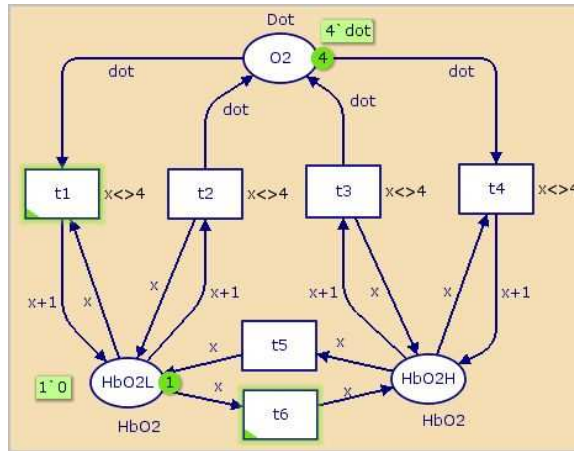 Dot
4`dot
O2
4
dot
dot
dot
dot
t1
x<>4
t2
x<>4
t3
x<>4
t4
x<>4
x+1
x
x
x+1
x+1
x
x
x+1
x
t5
x
HbO2L
1
HbO2H
1`0
x
t6
x
HbO2
HbO2